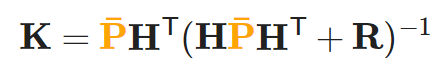 K = P̄Hᵀ(HP̄Hᵀ + R)⁻¹